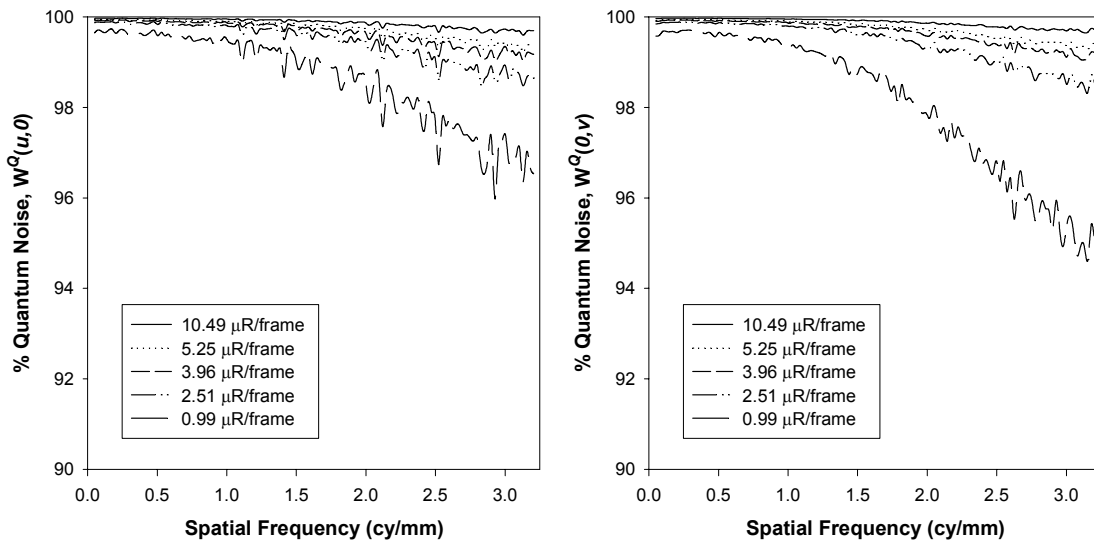 % Quantum Noise, W^Q(u,0)
100
98
96
94
92
90
10.49 μR/frame
5.25 μR/frame
3.96 μR/frame
2.51 μR/frame
0.99 μR/frame
0.0 0.5 1.0 1.5 2.0 2.5 3.0
Spatial Frequency (cy/mm)
% Quantum Noise, W^Q(0,v)
100
98
96
94
92
90
10.49 μR/frame
5.25 μR/frame
3.96 μR/frame
2.51 μR/frame
0.99 μR/frame
0.0 0.5 1.0 1.5 2.0 2.5 3.0
Spatial Frequency (cy/mm)